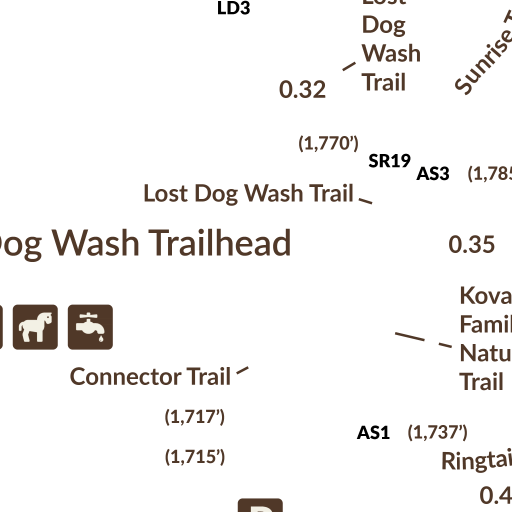 LD3
Lost
Dog
Wash
Trail
Sunrise
0.32
(1,770’)
SR19
AS3
(1,785
Lost Dog Wash Trail
Dog Wash Trailhead
0.35
Kova
Famil
Natu
Trail
Connector Trail
(1,717’)
AS1
(1,737’)
(1,715’)
Ringtai
0.4